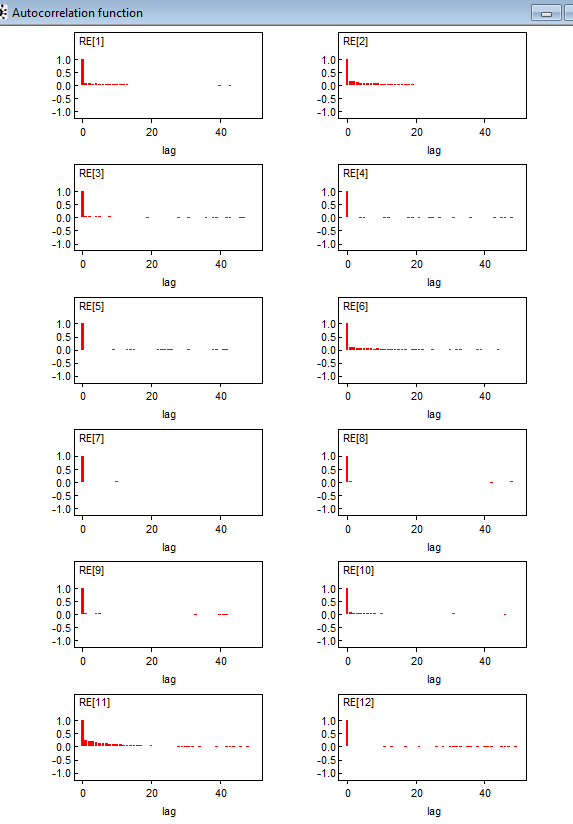 Autocorrelation function
RE[1]
RE[2]
1.0
0.5
0.0
-0.5
-1.0
1.0
0.5
0.0
-0.5
-1.0
0 20 40
0 20 40
lag
lag
RE[3]
RE[4]
1.0
0.5
0.0
-0.5
-1.0
1.0
0.5
0.0
-0.5
-1.0
0 20 40
0 20 40
lag
lag
RE[5]
RE[6]
1.0
0.5
0.0
-0.5
-1.0
1.0
0.5
0.0
-0.5
-1.0
0 20 40
0 20 40
lag
lag
RE[7]
RE[8]
1.0
0.5
0.0
-0.5
-1.0
1.0
0.5
0.0
-0.5
-1.0
0 20 40
0 20 40
lag
lag
RE[9]
RE[10]
1.0
0.5
0.0
-0.5
-1.0
1.0
0.5
0.0
-0.5
-1.0
0 20 40
0 20 40
lag
lag
RE[11]
RE[12]
1.0
0.5
0.0
-0.5
-1.0
1.0
0.5
0.0
-0.5
-1.0
0 20 40
0 20 40
lag
lag